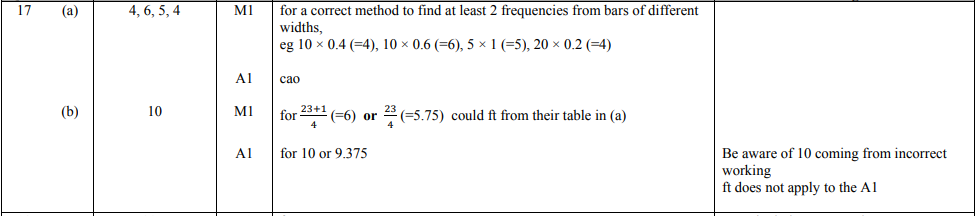 17 (a) 4, 6, 5, 4 M1 for a correct method to find at least 2 frequencies from bars of different
widths,
eg 10 × 0.4 (=4), 10 × 0.6 (=6), 5 × 1 (=5), 20 × 0.2 (=4)
A1 cao
(b) 10 M1 for (23+1)/4 (=6) or 23/4 (=5.75) could ft from their table in (a)
A1 for 10 or 9.375 Be aware of 10 coming from incorrect
working
ft does not apply to the A1